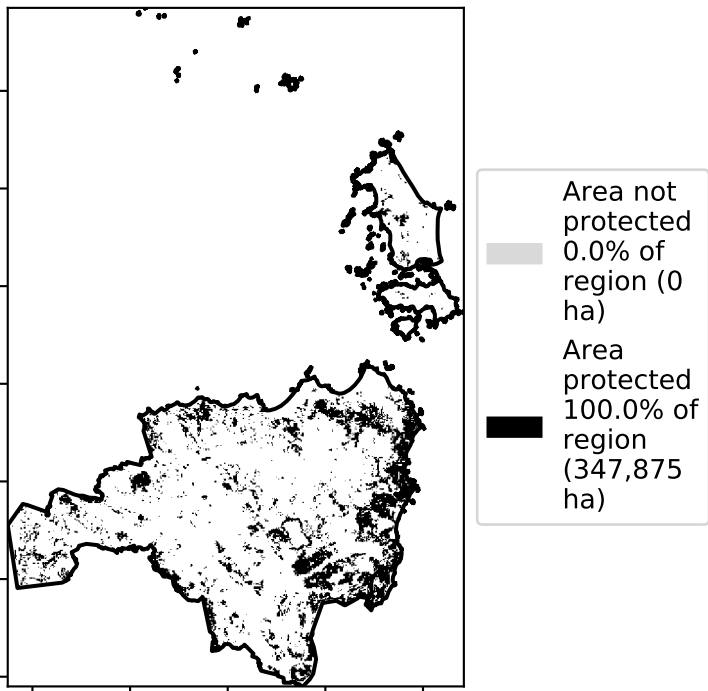 Area not
protected
0.0% of
region (0
ha)
Area
protected
100.0% of
region
(347,875
ha)